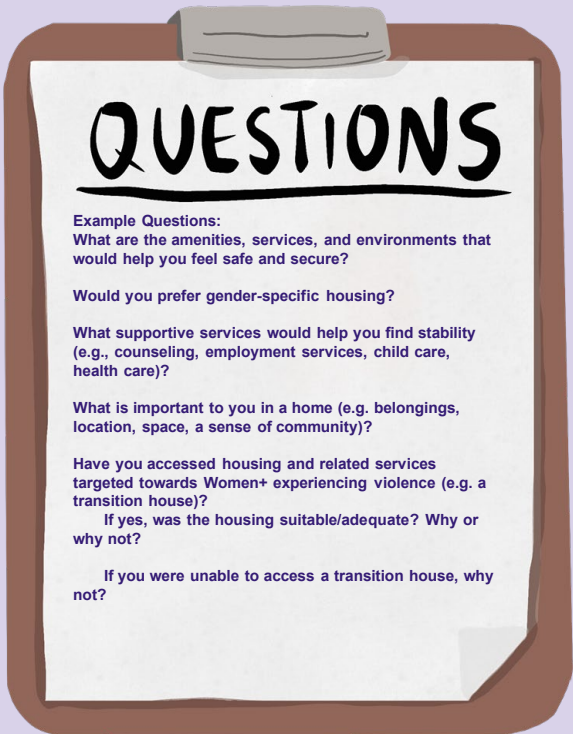 QUESTIONS
Example Questions:
What are the amenities, services, and environments that
would help you feel safe and secure?
Would you prefer gender-specific housing?
What supportive services would help you find stability
(e.g., counseling, employment services, child care,
health care)?
What is important to you in a home (e.g. belongings,
location, space, a sense of community)?
Have you accessed housing and related services
targeted towards Women+ experiencing violence (e.g. a
transition house)?
If yes, was the housing suitable/adequate? Why or
why not?
If you were unable to access a transition house, why
not?